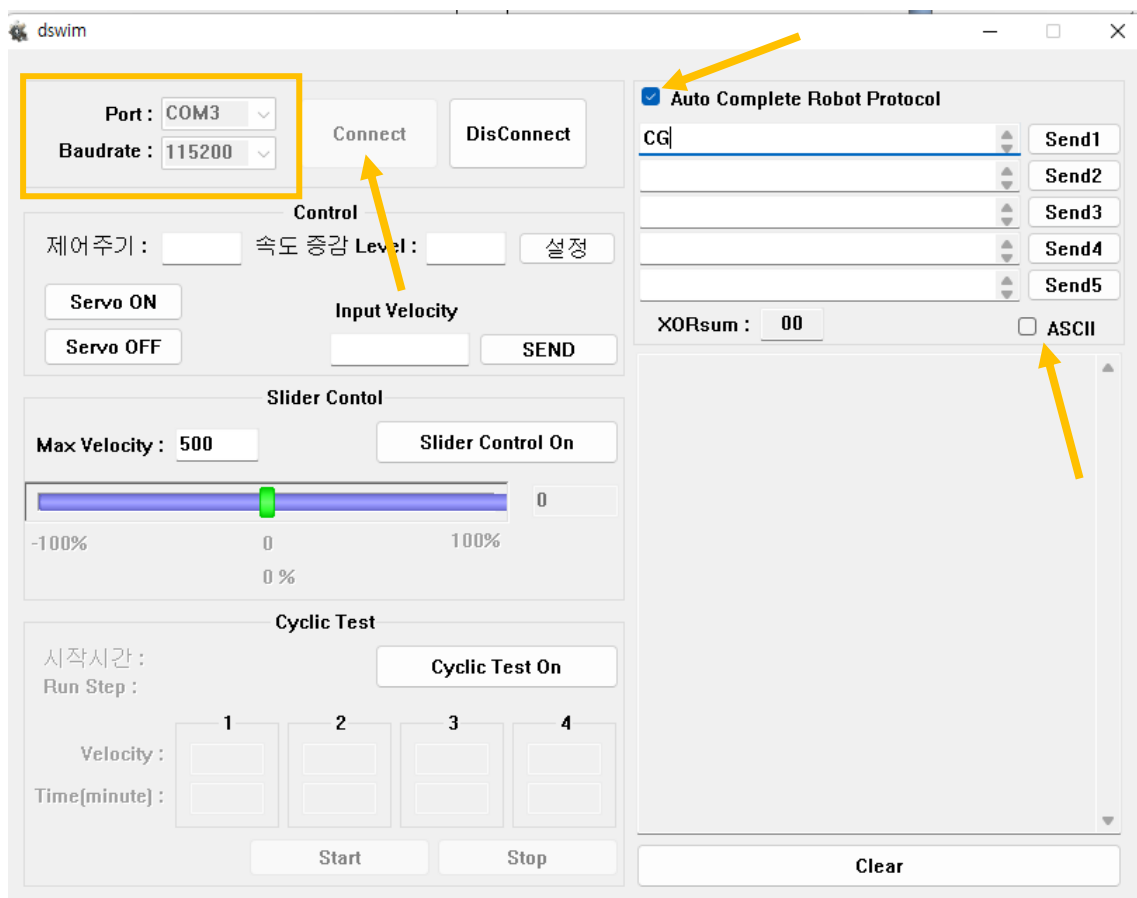 dswim
Port : COM3
Baudrate : 115200
Connect
DisConnect
Control
제어주기 : 속도 증감 Level : 설정
Servo ON
Servo OFF
Input Velocity
SEND
Slider Contol
Max Velocity : 500
Slider Control On
0
-100% 0 100%
0 %
Cyclic Test
시작시간 :
Run Step :
Cyclic Test On
1 2 3 4
Velocity :
Time(minute) :
Start Stop
Auto Complete Robot Protocol
CG Send1
Send2
Send3
Send4
Send5
XORsum : 00 ASCII
Clear